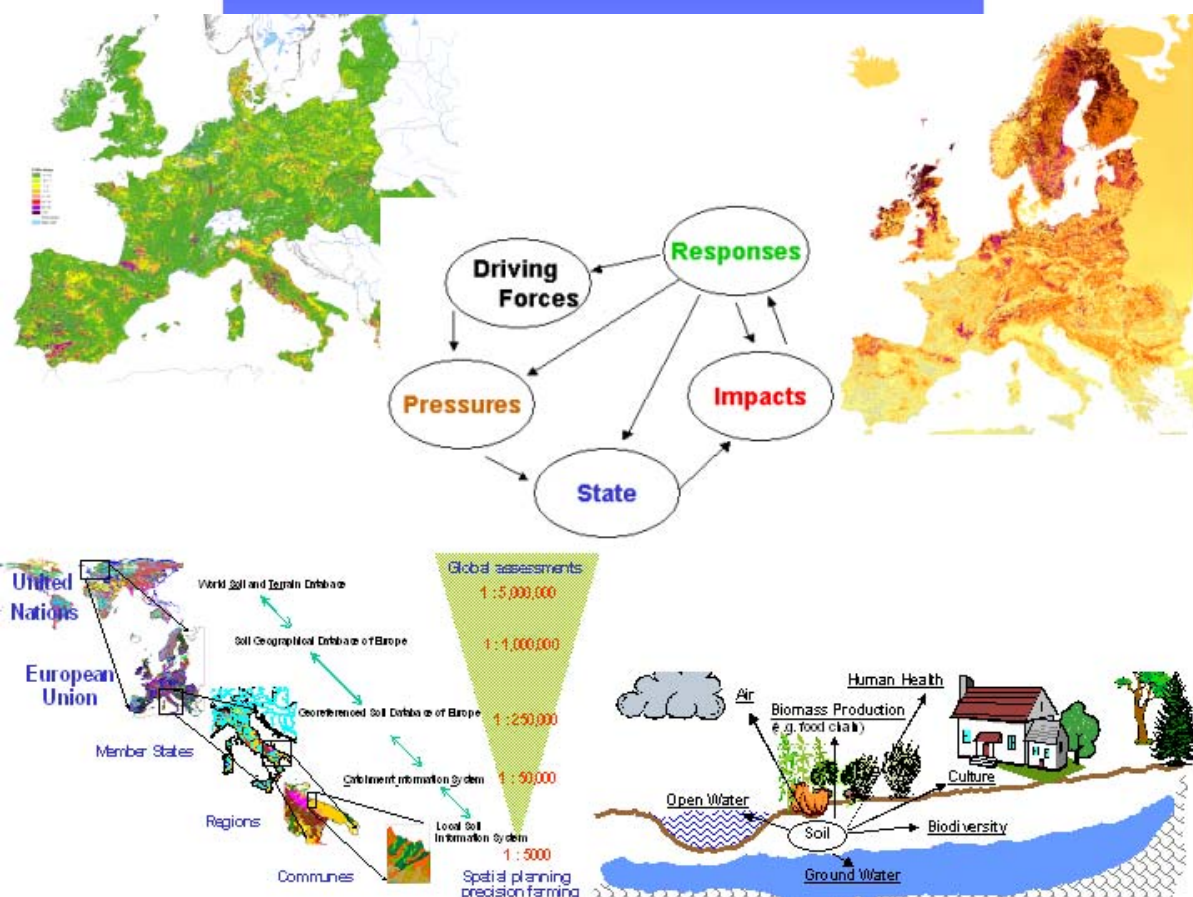 Responses
Driving
Forces
Pressures
Impacts
State
United
Nations
European
Union
Member States
Regions
Communes
World Soil and Terrain Database
Soil Geographical Database of Europe
Georeferenced Soil Database of Europe
Catchment Information System
Local Soil
Information System
Global assessments
1 : 5,000,000
1 : 1,000,000
1 : 250,000
1 : 50,000
1 : 5000
Spatial planning
precision farming
Human Health
Air
Biomass Production
(e.g. food chain)
Culture
Open Water
Soil
Biodiversity
Ground Water